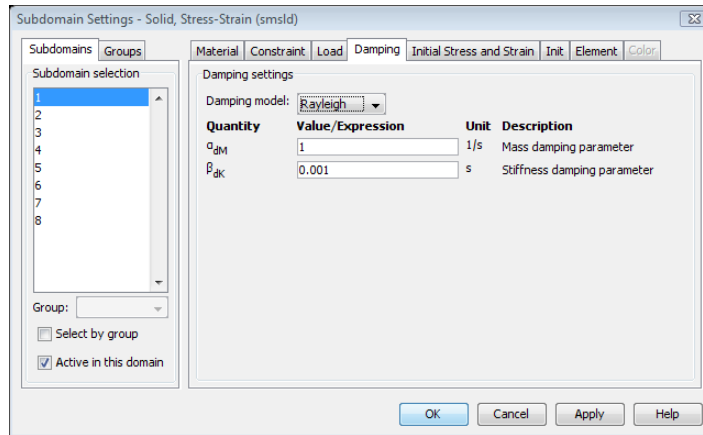 Subdomain Settings - Solid, Stress-Strain (smsld)
Subdomains Groups
Subdomain selection
1
2
3
4
5
6
7
8
Group:
Select by group
Active in this domain
Material Constraint Load Damping Initial Stress and Strain Init Element Color
Damping settings
Damping model: Rayleigh
Quantity Value/Expression Unit Description
αdM 1 1/s Mass damping parameter
βdK 0.001 s Stiffness damping parameter
OK Cancel Apply Help